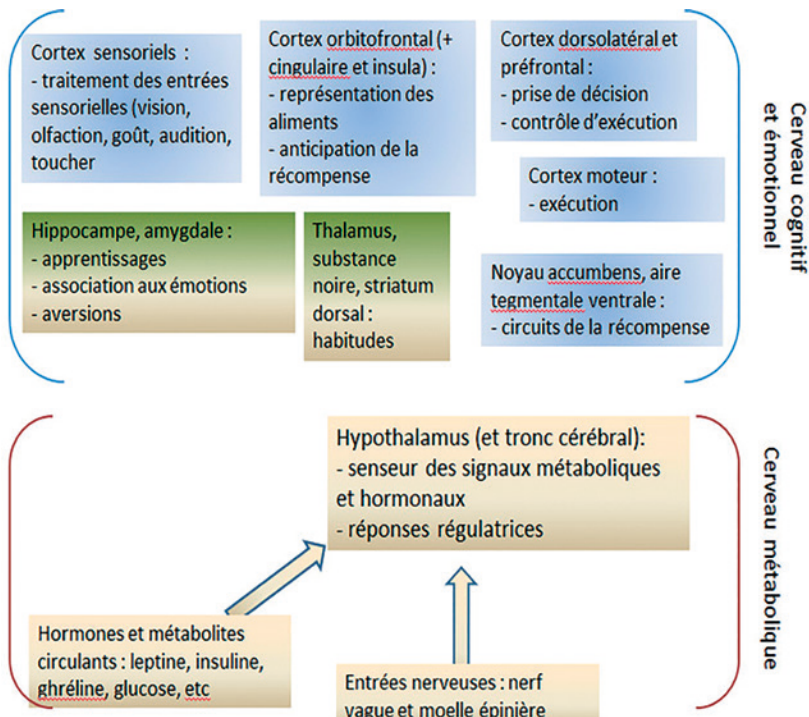 Cortex sensoriels :
- traitement des entrées
sensorielles (vision,
olfaction, goût, audition,
toucher
Cortex orbitofrontal (+
cingulaire et insula) :
- représentation des
aliments
- anticipation de la
récompense
Cortex dorsolatéral et
préfrontal :
- prise de décision
- contrôle d’exécution
Cortex moteur :
- exécution
Hippocampe, amygdale :
- apprentissages
- association aux émotions
- aversions
Thalamus,
substance
noire, striatum
dorsal :
habitudes
Noyau accumbens, aire
tegmentale ventrale :
- circuits de la récompense
Cerveau cognitif
et émotionnel
Hypothalamus (et tronc cérébral):
- senseur des signaux métaboliques
et hormonaux
- réponses régulatrices
Hormones et métabolites
circulants : leptine, insuline,
ghréline, glucose, etc
Entrées nerveuses : nerf
vague et moelle épinière
Cerveau métabolique